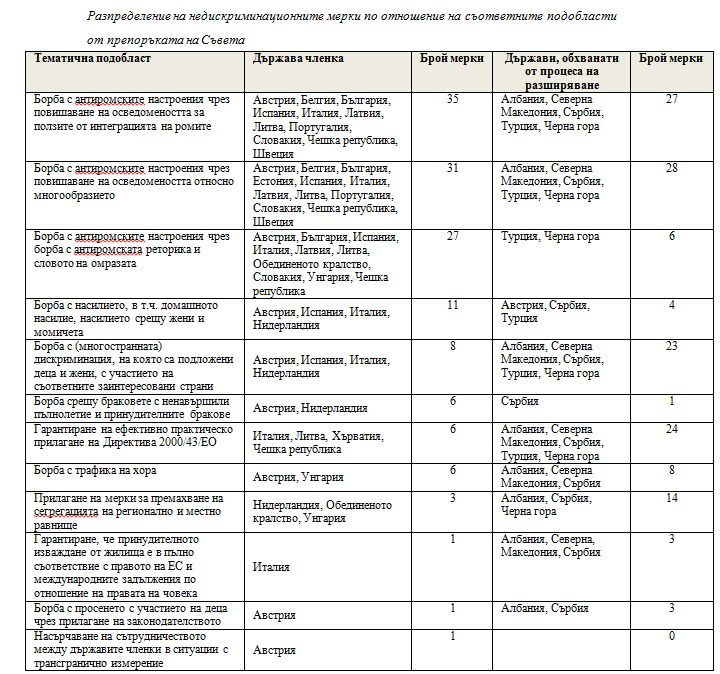 Разпределение на недискриминационните мерки по отношение на съответните подобласти
от препоръката на Съвета
Тематична подобласт
Държава членка
Брой мерки
Държави, обхванати
от процеса на
разширяване
Брой мерки
Борба с антиромските настроения чрез
повишаване на осведомеността за
ползите от интеграцията на ромите
Австрия, Белгия, България,
Испания, Италия, Латвия,
Литва, Португалия,
Словакия, Чешка република,
Швеция
35
Албания, Северна
Македония, Сърбия,
Турция, Черна гора
27
Борба с антиромските настроения чрез
повишаване на осведомеността относно
многообразието
Австрия, Белгия, България,
Естония, Испания, Италия,
Латвия, Литва, Португалия,
Словакия, Чешка република,
Швеция
31
Албания, Северна
Македония, Сърбия,
Турция, Черна гора
28
Борба с антиромските настроения чрез
борба с антиромската реторика и
словото на омразата
Австрия, България, Испания,
Италия, Латвия, Литва,
Обединеното кралство,
Словакия, Унгария, Чешка
република
27
Турция, Черна гора
6
Борба с насилието, в т.ч. домашното
насилие, насилието срещу жени и
момичета
Австрия, Испания, Италия,
Нидерландия
11
Австрия, Сърбия,
Турция
4
Борба с (многостранната)
дискриминация, на която са подложени
деца и жени, с участието на
съответните заинтересовани страни
Австрия, Испания, Италия,
Нидерландия
8
Албания, Северна
Македония, Сърбия,
Турция, Черна гора
23
Борба срещу браковете с ненавършили
пълнолетие и принудителните бракове
Австрия, Нидерландия
6
Сърбия
1
Гарантиране на ефективно практическо
прилагане на Директива 2000/43/ЕО
Италия, Литва, Хърватия,
Чешка република
6
Албания, Северна
Македония, Сърбия,
Турция, Черна гора
24
Борба с трафика на хора
Австрия, Унгария
6
Албания, Северна
Македония, Сърбия
8
Прилагане на мерки за премахване на
сегрегацията на регионално и местно
равнище
Нидерландия, Обединеното
кралство, Унгария
3
Албания, Сърбия,
Черна гора
14
Гарантиране, че принудителното
изваждане от жилища е в пълно
съответствие с правото на ЕС и
международните задължения по
отношение на правата на човека
Италия
1
Албания, Северна,
Македония, Сърбия
3
Борба с просенето с участието на деца
чрез прилагане на законодателството
Австрия
1
Албания, Сърбия
3
Насърчаване на сътрудничеството
между държавите членки в ситуации с
трансгранично измерение
Австрия
1
0